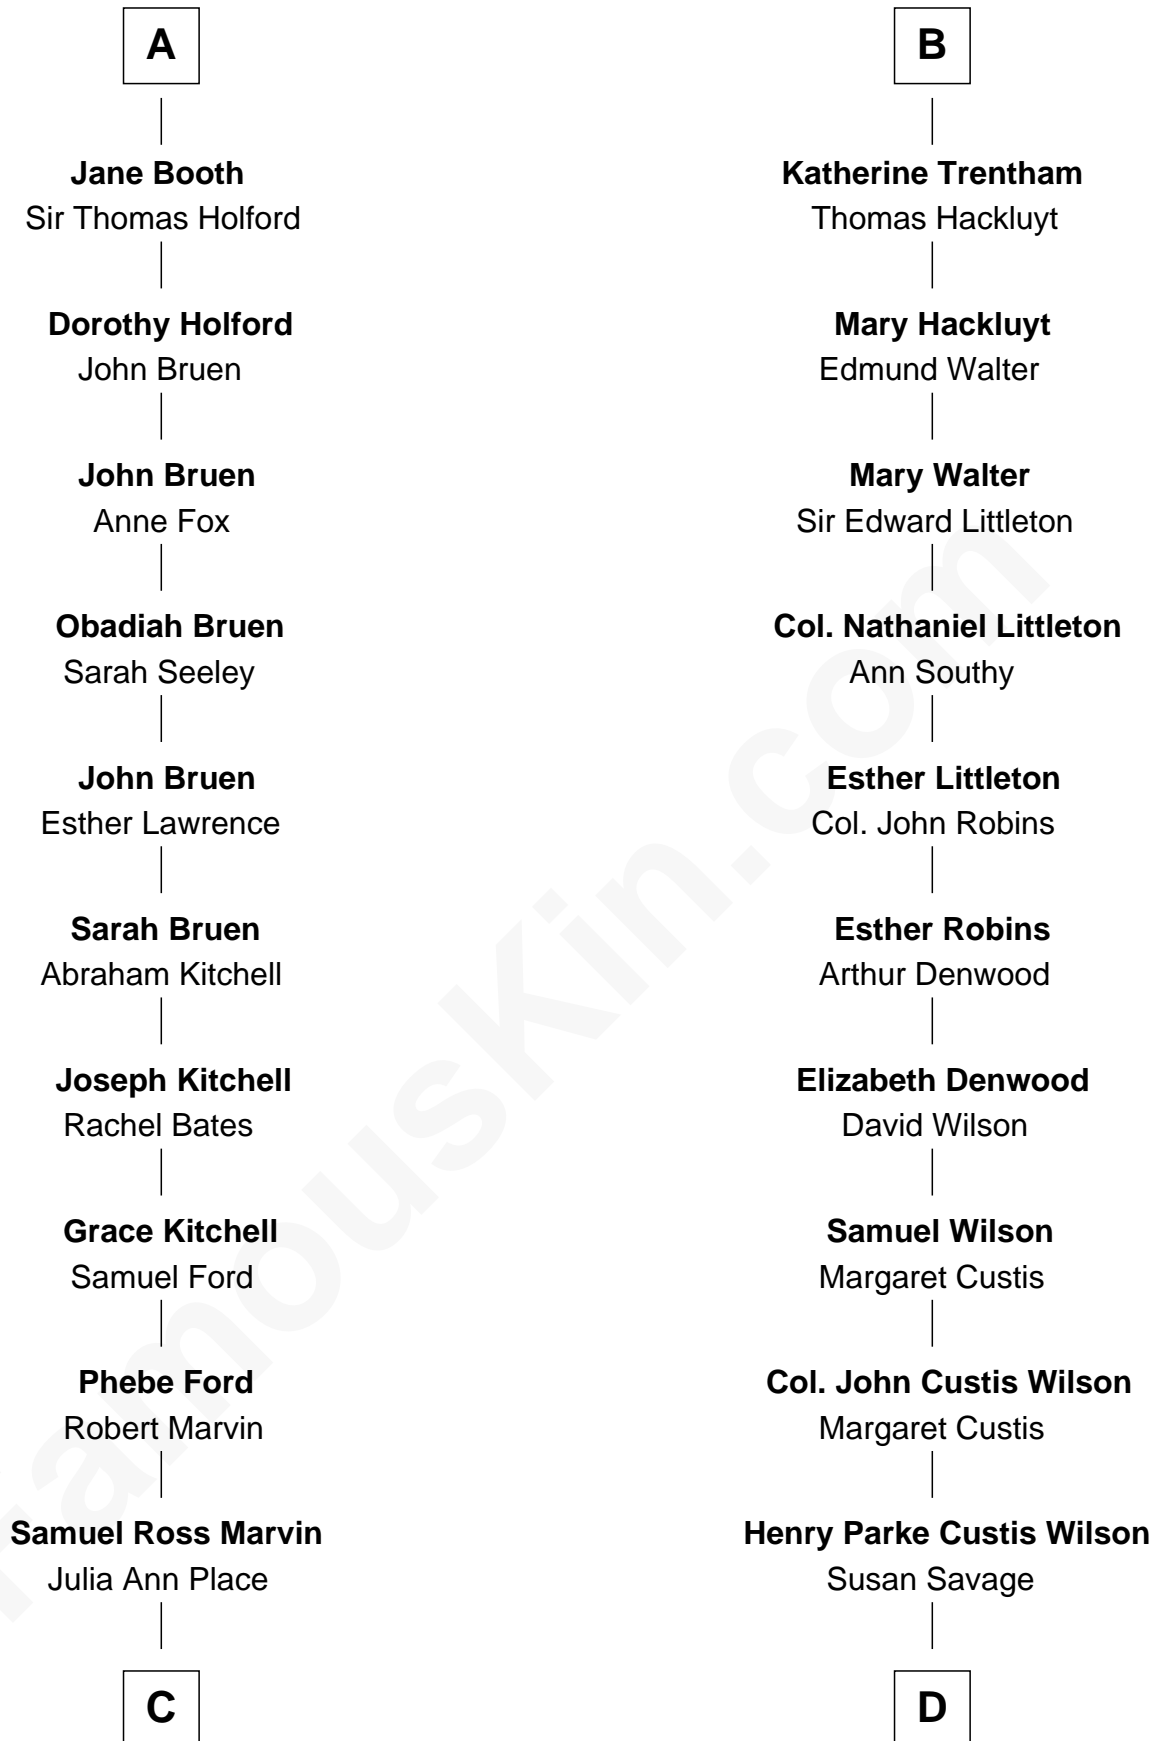 A
Jane Booth
Sir Thomas Holford
Dorothy Holford
John Bruen
John Bruen
Anne Fox
Obadiah Bruen
Sarah Seeley
John Bruen
Esther Lawrence
Sarah Bruen
Abraham Kitchell
Joseph Kitchell
Rachel Bates
Grace Kitchell
Samuel Ford
Phebe Ford
Robert Marvin
Samuel Ross Marvin
Julia Ann Place
C
B
Katherine Trentham
Thomas Hackluyt
Mary Hackluyt
Edmund Walter
Mary Walter
Sir Edward Littleton
Col. Nathaniel Littleton
Ann Southy
Esther Littleton
Col. John Robins
Esther Robins
Arthur Denwood
Elizabeth Denwood
David Wilson
Samuel Wilson
Margaret Custis
Col. John Custis Wilson
Margaret Custis
Henry Parke Custis Wilson
Susan Savage
D
FamousKin.com